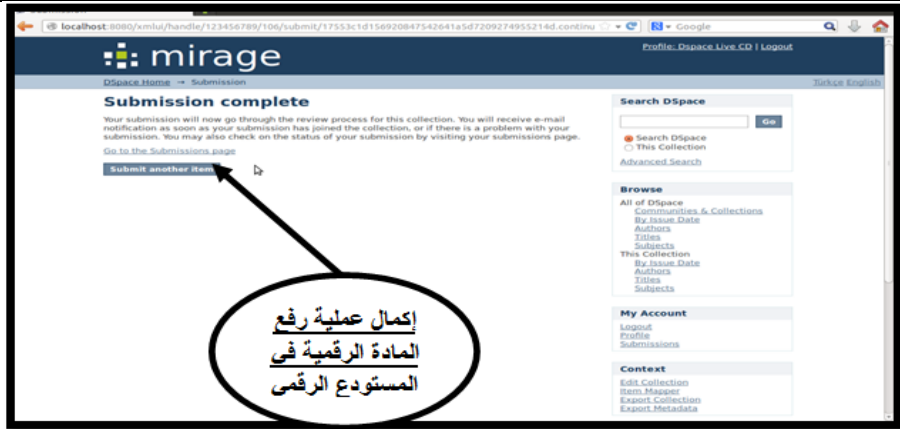 localhost:8080/xmlui/handle/123456789/106/submit/17553c1d156920847542641a5d7209274955214d.continu
Google
mirage
Profile: Dspace Live CD | Logout
DSpace Home → Submission
Türkçe English
Submission complete
Your submission will now go through the review process for this collection. You will receive e-mail
notification as soon as your submission has joined the collection, or if there is a problem with your
submission. You may also check on the status of your submission by visiting your submissions page.
Go to the Submissions page
Submit another item
إكمال عملية رفع
المادة الرقمية في
المستودع الرقمى
Search DSpace
Go
Search DSpace
This Collection
Advanced Search
Browse
All of DSpace
Communities & Collections
By Issue Date
Authors
Titles
Subjects
This Collection
By Issue Date
Authors
Titles
Subjects
My Account
Logout
Profile
Submissions
Context
Edit Collection
Item Mapper
Export Collection
Export Metadata